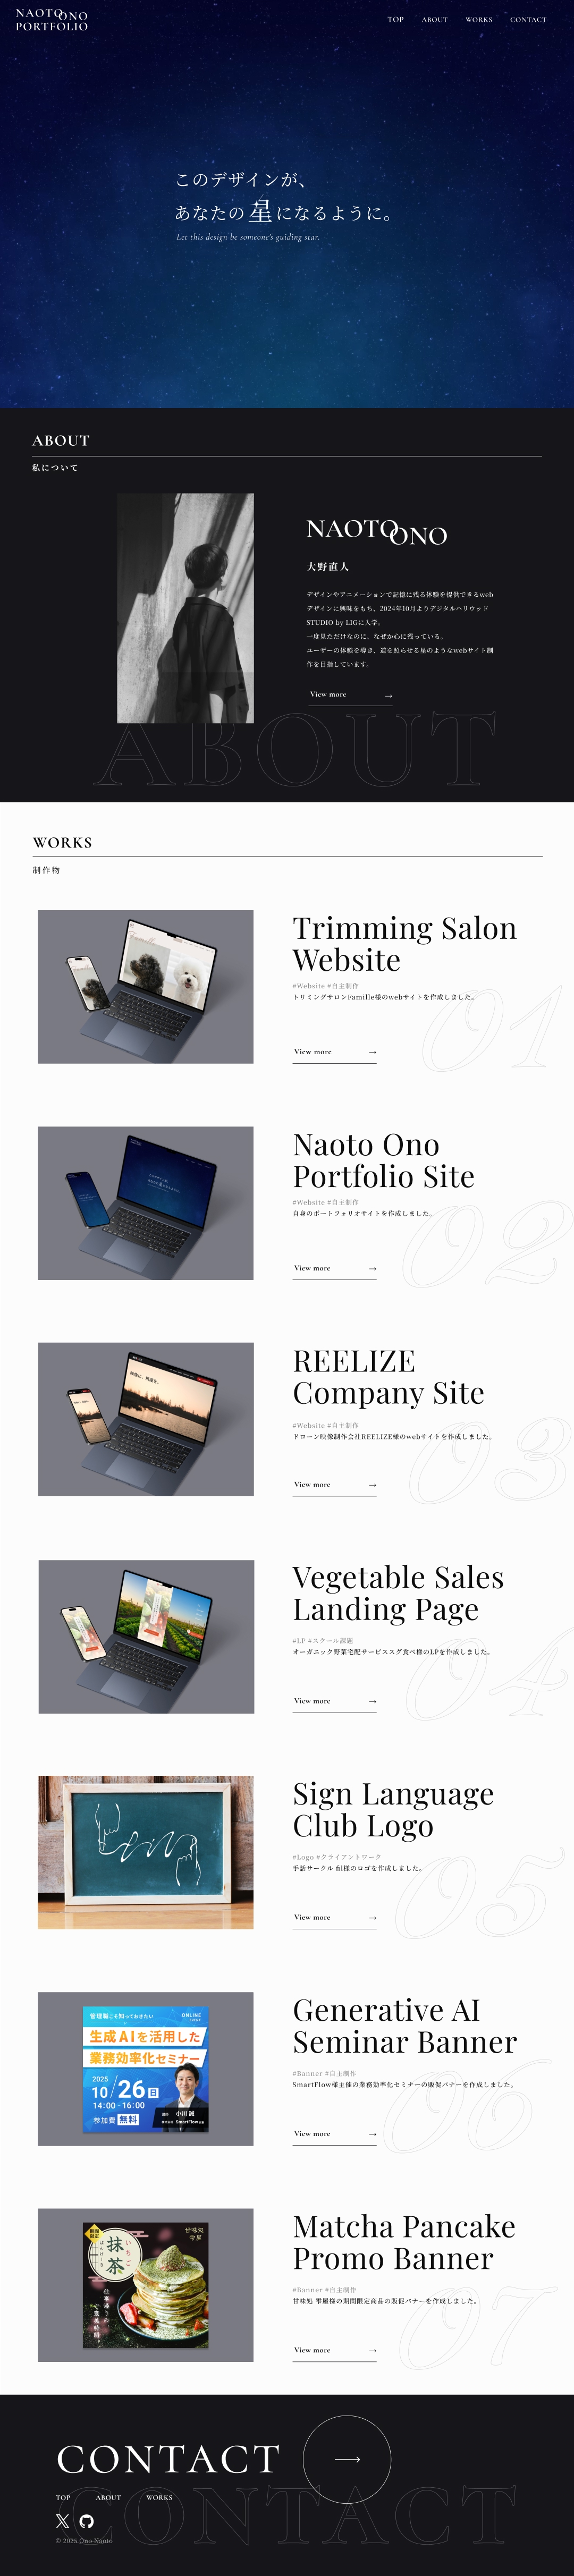 NAOTO ONO
PORTFOLIO
TOP ABOUT WORKS CONTACT
このデザインが、
あなたの星になるように。
Let this design be someone's guiding star.
ABOUT
私について
NAOTO ONO
大野直人
デザインやアニメーションで記憶に残る体験を提供できるweb
デザインに興味をもち、2024年10月よりデジタルハリウッド
STUDIO by LIGに入学。
一度見ただけなのに、なぜか心に残っている。
ユーザーの体験を導き、道を照らせる星のようなwebサイト制
作を目指しています。
View more →
ABOUT
WORKS
制作物
Trimming Salon
Website
#Website #自主制作
トリミングサロンFamille様のwebサイトを作成しました。
View more →
01
Naoto Ono
Portfolio Site
#Website #自主制作
自身のポートフォリオサイトを作成しました。
View more →
02
REELIZE
Company Site
#Website #自主制作
ドローン映像制作会社REELIZE様のwebサイトを作成しました。
View more →
03
Vegetable Sales
Landing Page
#LP #スクール課題
オーガニック野菜宅配サービススグ食べ様のLPを作成しました。
View more →
04
Sign Language
Club Logo
#Logo #クライアントワーク
手話サークル fil様のロゴを作成しました。
View more →
05
管理職こそ知っておきたい
ONLINE
EVENT
生成AIを活用した
業務効率化セミナー
2025
10/26日
14:00 - 16:00
参加費 無料
小川 誠
Generative AI
Seminar Banner
#Banner #自主制作
SmartFlow様主催の業務効率化セミナーの販促バナーを作成しました。
View more →
06
期間
限定
いちご
抹茶
ぱんけーき
甘味処
雫屋
Matcha Pancake
Promo Banner
#Banner #自主制作
甘味処 雫屋様の期間限定商品の販促バナーを作成しました。
View more →
07
CONTACT
→
TOP ABOUT WORKS
CONTACT
© 2025 Ono Naoto